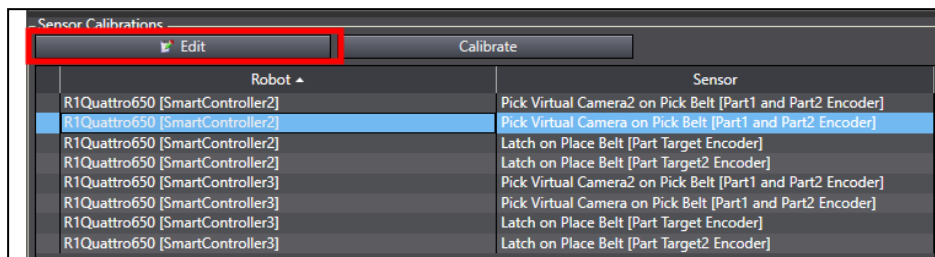 Sensor Calibrations
Edit Calibrate
Robot Sensor
R1Quattro650 [SmartController2] Pick Virtual Camera2 on Pick Belt [Part1 and Part2 Encoder]
R1Quattro650 [SmartController2] Pick Virtual Camera on Pick Belt [Part1 and Part2 Encoder]
R1Quattro650 [SmartController2] Latch on Place Belt [Part Target Encoder]
R1Quattro650 [SmartController2] Latch on Place Belt [Part Target2 Encoder]
R1Quattro650 [SmartController3] Pick Virtual Camera2 on Pick Belt [Part1 and Part2 Encoder]
R1Quattro650 [SmartController3] Pick Virtual Camera on Pick Belt [Part1 and Part2 Encoder]
R1Quattro650 [SmartController3] Latch on Place Belt [Part Target Encoder]
R1Quattro650 [SmartController3] Latch on Place Belt [Part Target2 Encoder]